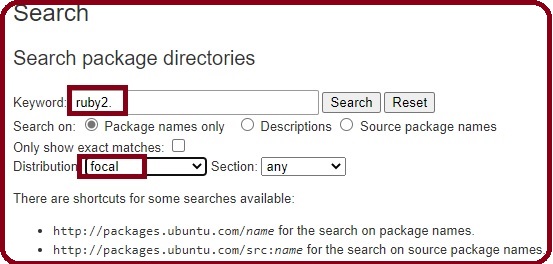 Search
Search package directories
Keyword: ruby2. Search Reset
Search on: Package names only Descriptions Source package names
Only show exact matches:
Distribution focal Section: any
There are shortcuts for some searches available:
• http://packages.ubuntu.com/name for the search on package names.
• http://packages.ubuntu.com/src:name for the search on source package names.